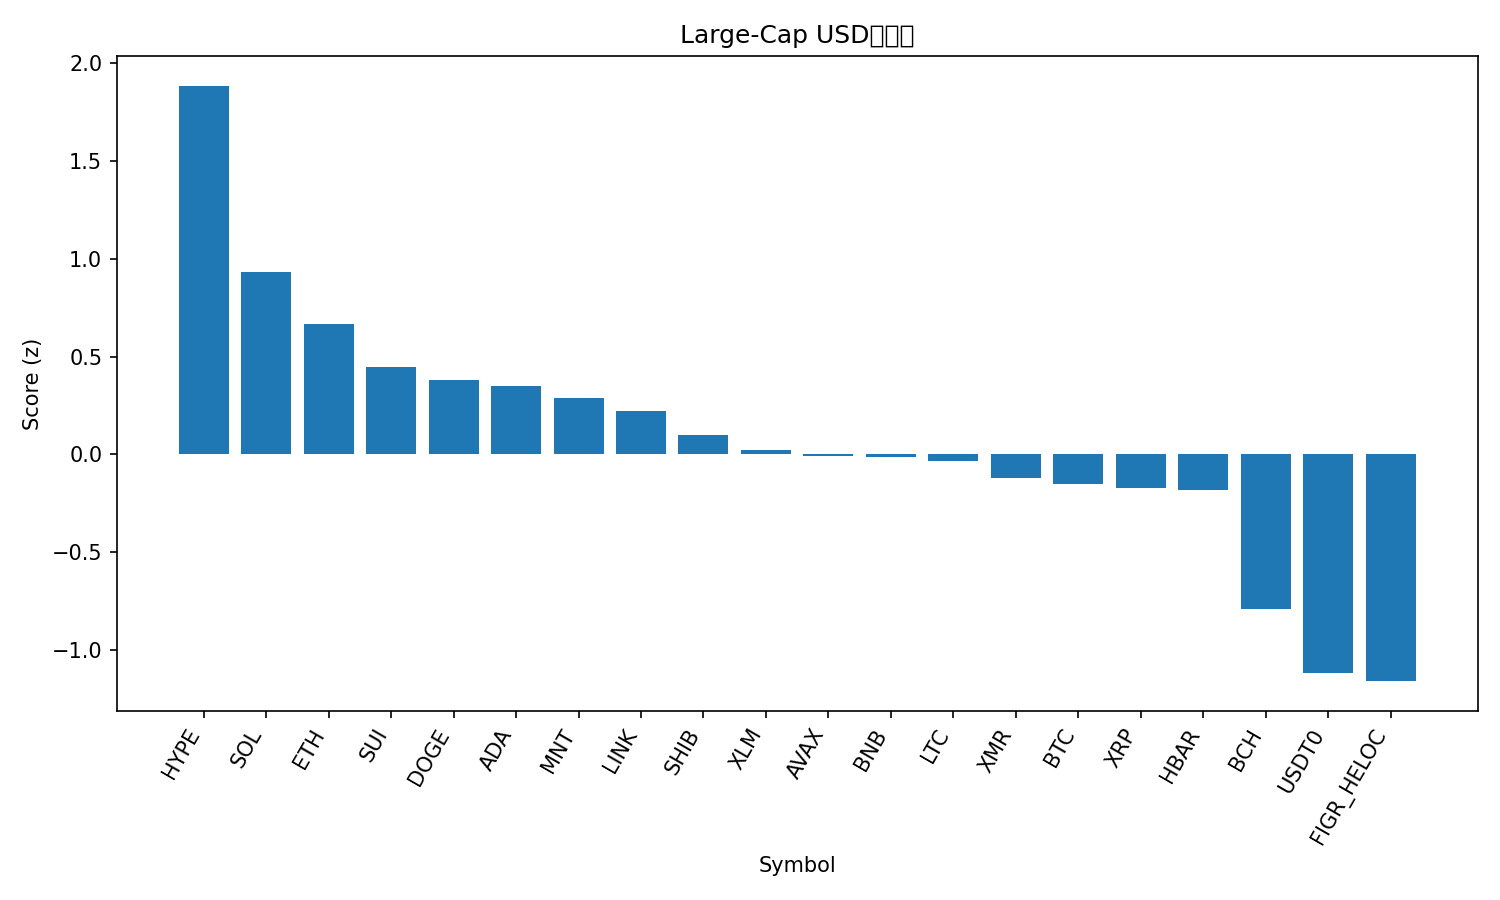 Large-Cap USD
2.0
1.5
1.0
0.5
0.0
−0.5
−1.0
Score (z)
HYPE
SOL
ETH
SUI
DOGE
ADA
MNT
LINK
SHIB
XLM
AVAX
BNB
LTC
XMR
BTC
XRP
HBAR
BCH
USDT0
FIGR_HELOC
Symbol